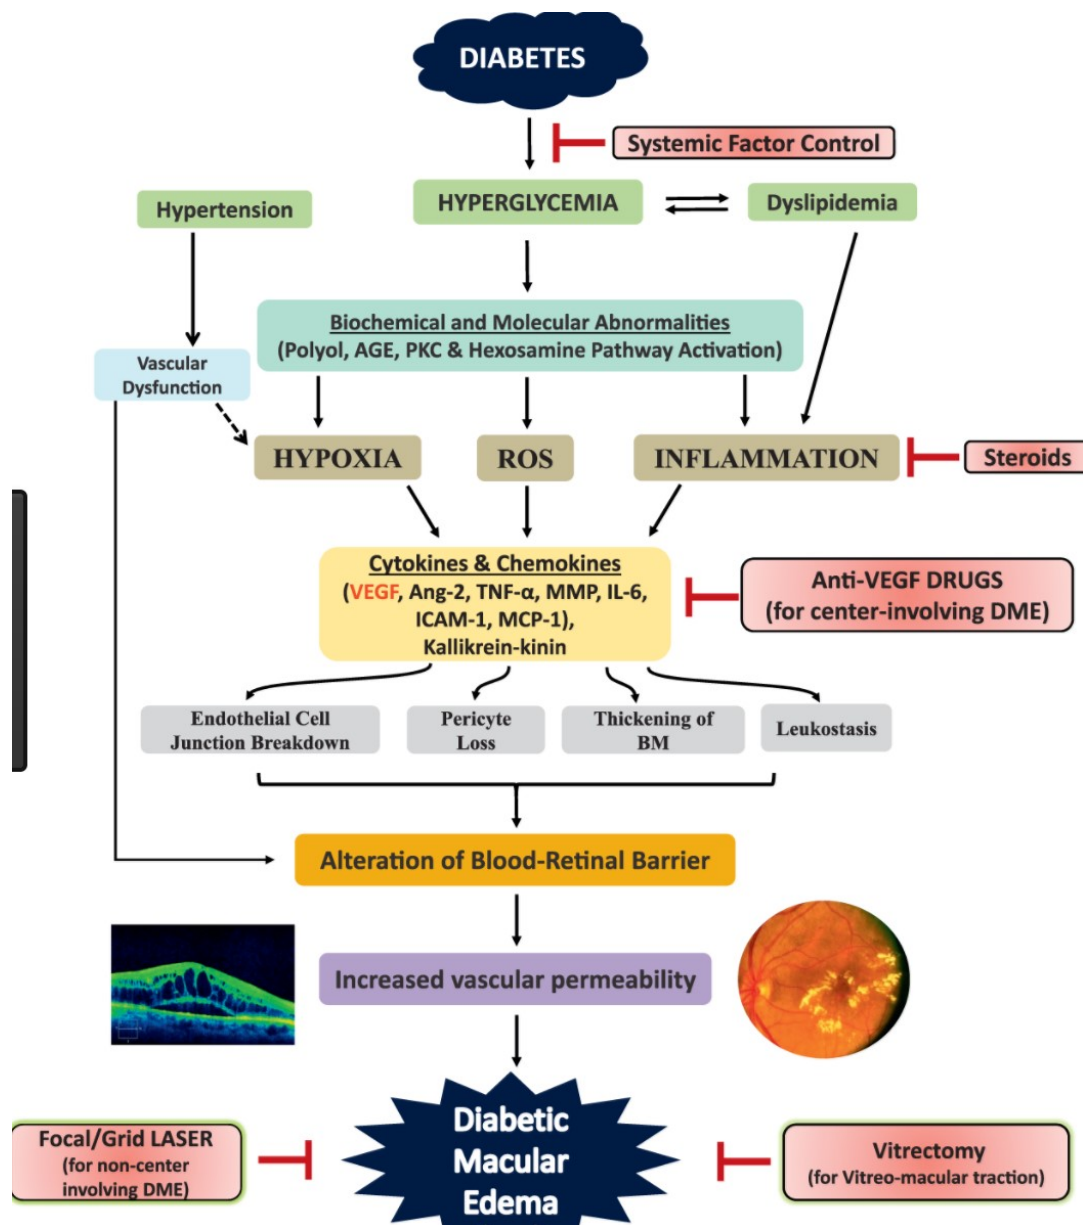 DIABETES
Systemic Factor Control
Hypertension
HYPERGLYCEMIA
Dyslipidemia
Biochemical and Molecular Abnormalities
(Polyol, AGE, PKC & Hexosamine Pathway Activation)
Vascular
Dysfunction
HYPOXIA
ROS
INFLAMMATION
Steroids
Cytokines & Chemokines
(VEGF, Ang-2, TNF-α, MMP, IL-6,
ICAM-1, MCP-1),
Kallikrein-kinin
Anti-VEGF DRUGS
(for center-involving DME)
Endothelial Cell
Junction Breakdown
Pericyte
Loss
Thickening of
BM
Leukostasis
Alteration of Blood-Retinal Barrier
Increased vascular permeability
Diabetic
Macular
Edema
Focal/Grid LASER
(for non-center
involving DME)
Vitrectomy
(for Vitreo-macular traction)